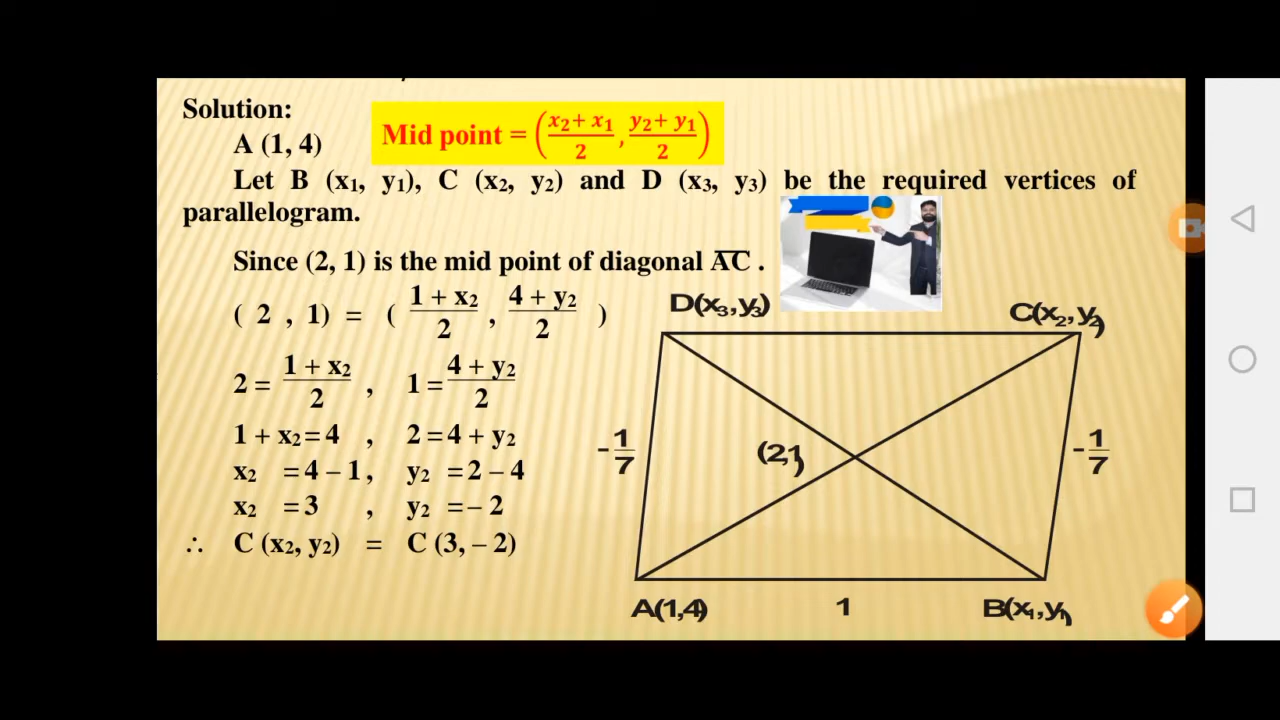 Solution:
A (1, 4)
Mid point = ( x₂ + x₁ / 2 , y₂ + y₁ / 2 )
Let B (x₁, y₁), C (x₂, y₂) and D (x₃, y₃) be the required vertices of
parallelogram.
Since (2, 1) is the mid point of diagonal A̅C̅ .
( 2 , 1) = ( 1 + x₂ / 2 , 4 + y₂ / 2 )
2 = 1 + x₂ / 2 , 1 = 4 + y₂ / 2
1 + x₂ = 4 , 2 = 4 + y₂
x₂ = 4 – 1 , y₂ = 2 – 4
x₂ = 3 , y₂ = – 2
∴ C (x₂, y₂) = C (3, – 2)
D(x₃,y₃)
C(x₂,y₂)
-1/7
(2,1)
-1/7
A(1,4)
1
B(x₁,y₁)